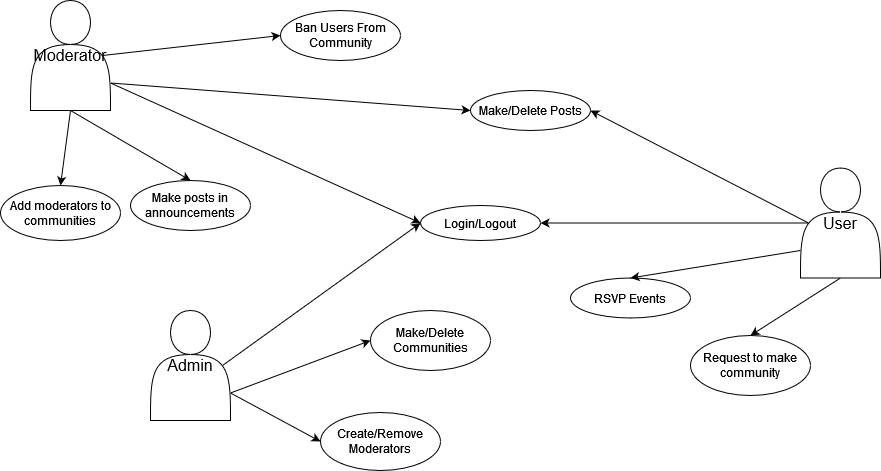 Ban Users From
Community
Moderator
Make/Delete Posts
Add moderators to
communities
Make posts in
announcements
Login/Logout
User
RSVP Events
Make/Delete
Communities
Admin
Request to make
community
Create/Remove
Moderators